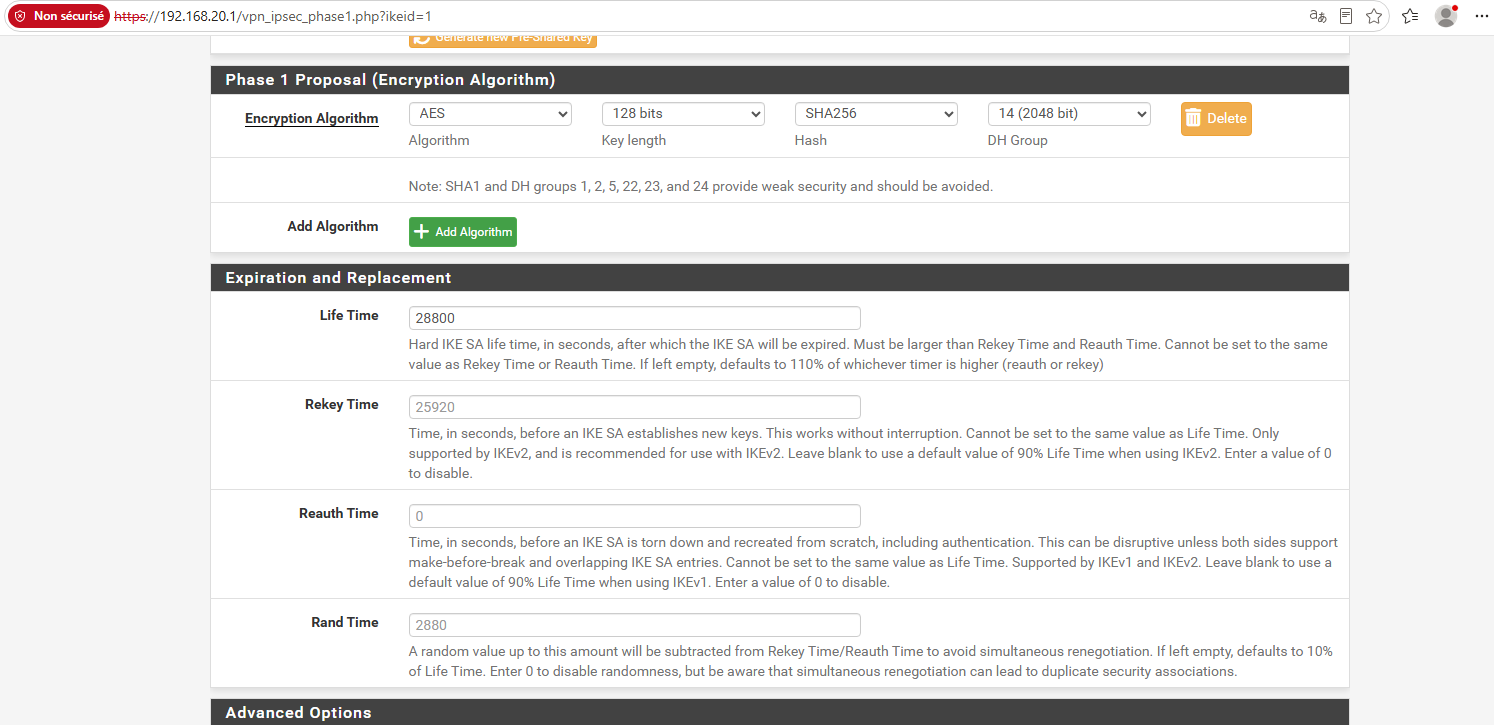 Non sécurisé https://192.168.20.1/vpn_ipsec_phase1.php?ikeid=1
Generate new Pre-Shared Key
Phase 1 Proposal (Encryption Algorithm)
Encryption Algorithm AES 128 bits SHA256 14 (2048 bit) Delete
Algorithm Key length Hash DH Group
Note: SHA1 and DH groups 1, 2, 5, 22, 23, and 24 provide weak security and should be avoided.
Add Algorithm Add Algorithm
Expiration and Replacement
Life Time 28800
Hard IKE SA life time, in seconds, after which the IKE SA will be expired. Must be larger than Rekey Time and Reauth Time. Cannot be set to the same
value as Rekey Time or Reauth Time. If left empty, defaults to 110% of whichever timer is higher (reauth or rekey)
Rekey Time 25920
Time, in seconds, before an IKE SA establishes new keys. This works without interruption. Cannot be set to the same value as Life Time. Only
supported by IKEv2, and is recommended for use with IKEv2. Leave blank to use a default value of 90% Life Time when using IKEv2. Enter a value of 0
to disable.
Reauth Time 0
Time, in seconds, before an IKE SA is torn down and recreated from scratch, including authentication. This can be disruptive unless both sides support
make-before-break and overlapping IKE SA entries. Cannot be set to the same value as Life Time. Supported by IKEv1 and IKEv2. Leave blank to use a
default value of 90% Life Time when using IKEv1. Enter a value of 0 to disable.
Rand Time 2880
A random value up to this amount will be subtracted from Rekey Time/Reauth Time to avoid simultaneous renegotiation. If left empty, defaults to 10%
of Life Time. Enter 0 to disable randomness, but be aware that simultaneous renegotiation can lead to duplicate security associations.
Advanced Options